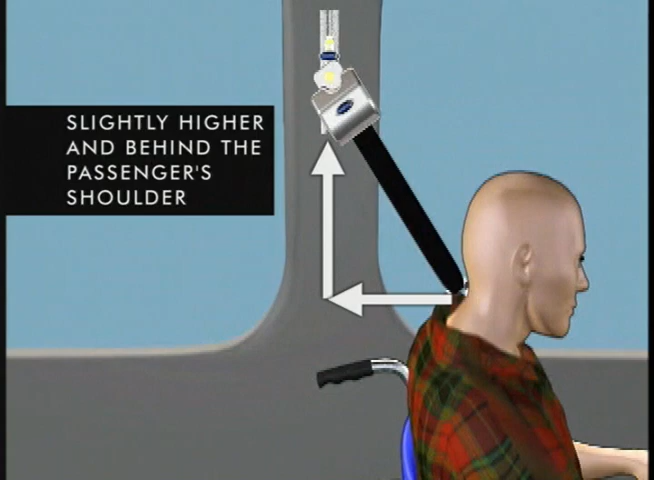 SLIGHTLY HIGHER
AND BEHIND THE
PASSENGER'S
SHOULDER